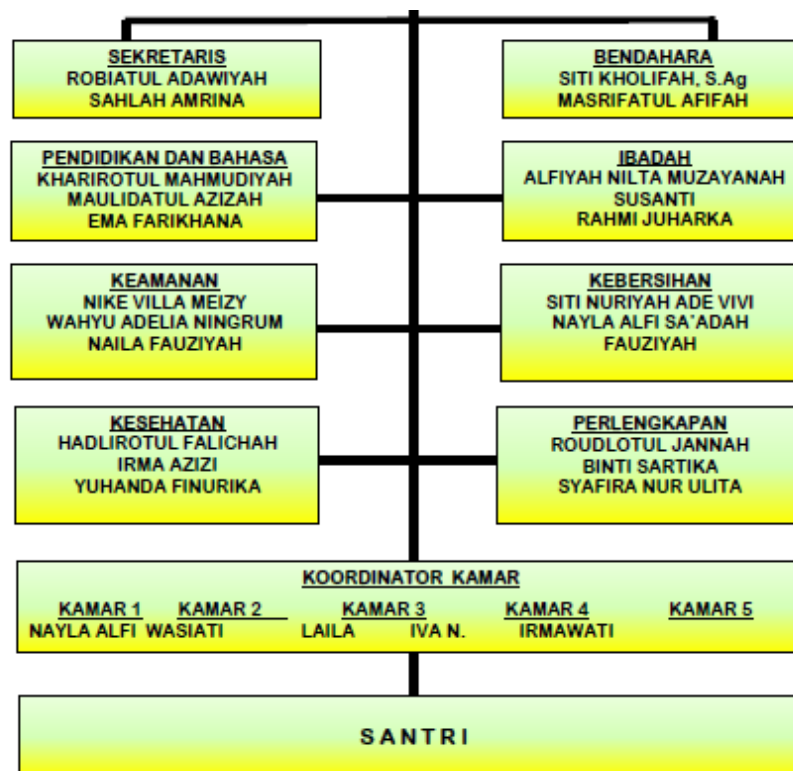 SEKRETARIS
ROBIATUL ADAWIYAH
SAHLAH AMRINA
BENDAHARA
SITI KHOLIFAH, S.Ag
MASRIFATUL AFIFAH
PENDIDIKAN DAN BAHASA
KHARIROTUL MAHMUDIYAH
MAULIDATUL AZIZAH
EMA FARIKHANA
IBADAH
ALFIYAH NILTA MUZAYANAH
SUSANTI
RAHMI JUHARKA
KEAMANAN
NIKE VILLA MEIZY
WAHYU ADELIA NINGRUM
NAILA FAUZIYAH
KEBERSIHAN
SITI NURIYAH ADE VIVI
NAYLA ALFI SA'ADAH
FAUZIYAH
KESEHATAN
HADLIROTUL FALICHAH
IRMA AZIZI
YUHANDA FINURIKA
PERLENGKAPAN
ROUDLOTUL JANNAH
BINTI SARTIKA
SYAFIRA NUR ULITA
KOORDINATOR KAMAR
KAMAR 1 KAMAR 2 KAMAR 3 KAMAR 4 KAMAR 5
NAYLA ALFI WASIATI LAILA IVA N. IRMAWATI
SANTRI